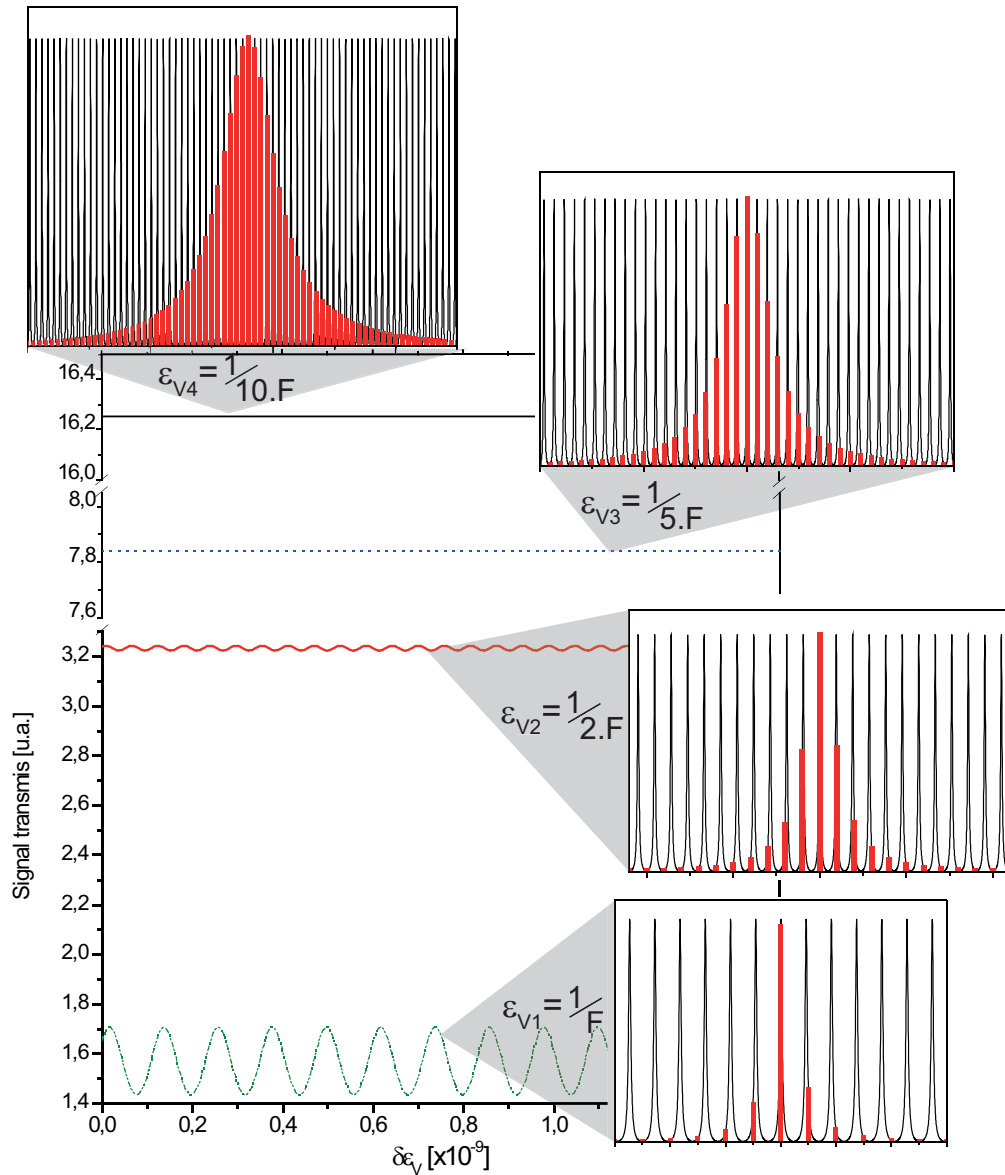 εV4 = 1/10.F
16,4
16,2
16,0
εV3 = 1/5.F
8,0
7,8
7,6
3,2
3,0
2,8
2,6
2,4
2,2
2,0
1,8
1,6
1,4
εV2 = 1/2.F
εV1 = 1/F
Signal transmis [u.a.]
0,0 0,2 0,4 0,6 0,8 1,0
δεV [x10-9]